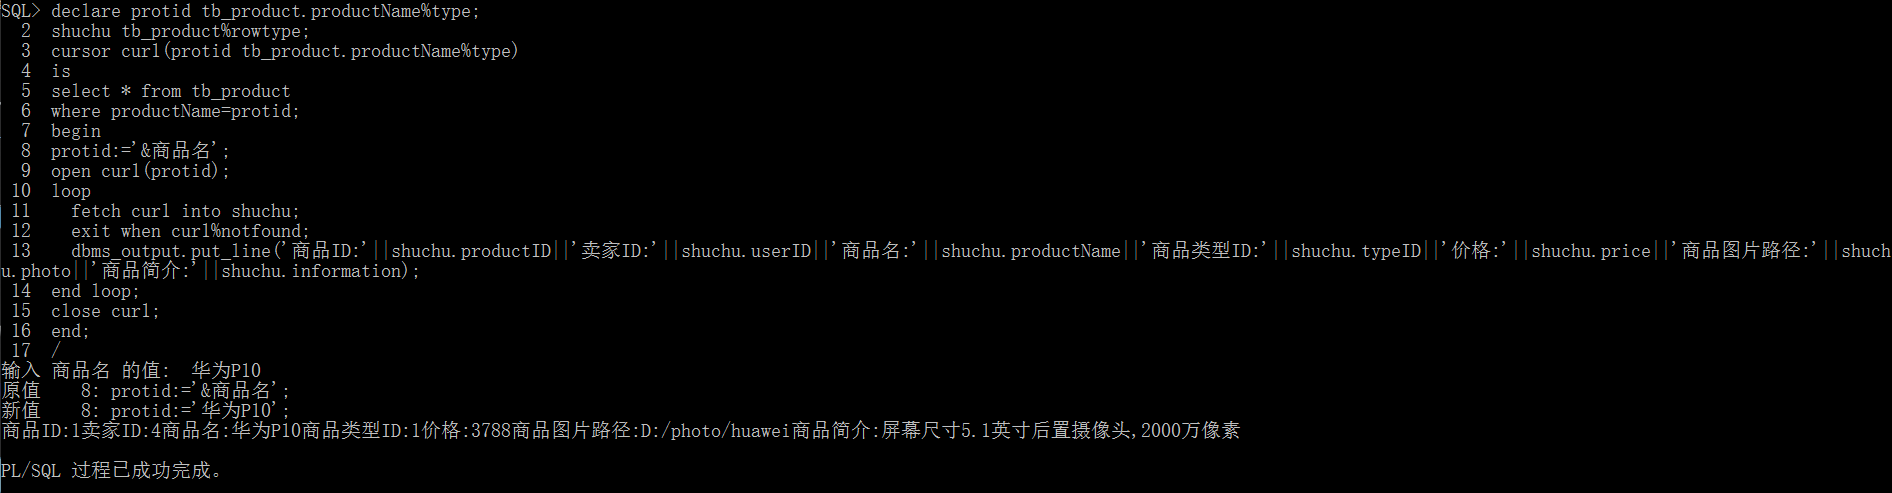 SQL> declare protid tb_product.productName%type;
  2  shuchu tb_product%rowtype;
  3  cursor curl(protid tb_product.productName%type)
  4  is
  5  select * from tb_product
  6  where productName=protid;
  7  begin
  8  protid:='&商品名';
  9  open curl(protid);
 10  loop
 11    fetch curl into shuchu;
 12    exit when curl%notfound;
 13    dbms_output.put_line('商品ID:'||shuchu.productID||'卖家ID:'||shuchu.userID||'商品名:'||shuchu.productName||'商品类型ID:'||shuchu.typeID||'价格:'||shuchu.price||'商品图片路径:'||shuch
u.photo||'商品简介:'||shuchu.information);
 14  end loop;
 15  close curl;
 16  end;
 17  /
输入 商品名 的值:  华为P10
原值    8: protid:='&商品名';
新值    8: protid:='华为P10';
商品ID:1卖家ID:4商品名:华为P10商品类型ID:1价格:3788商品图片路径:D:/photo/huawei商品简介:屏幕尺寸5.1英寸后置摄像头,2000万像素
PL/SQL 过程已成功完成。